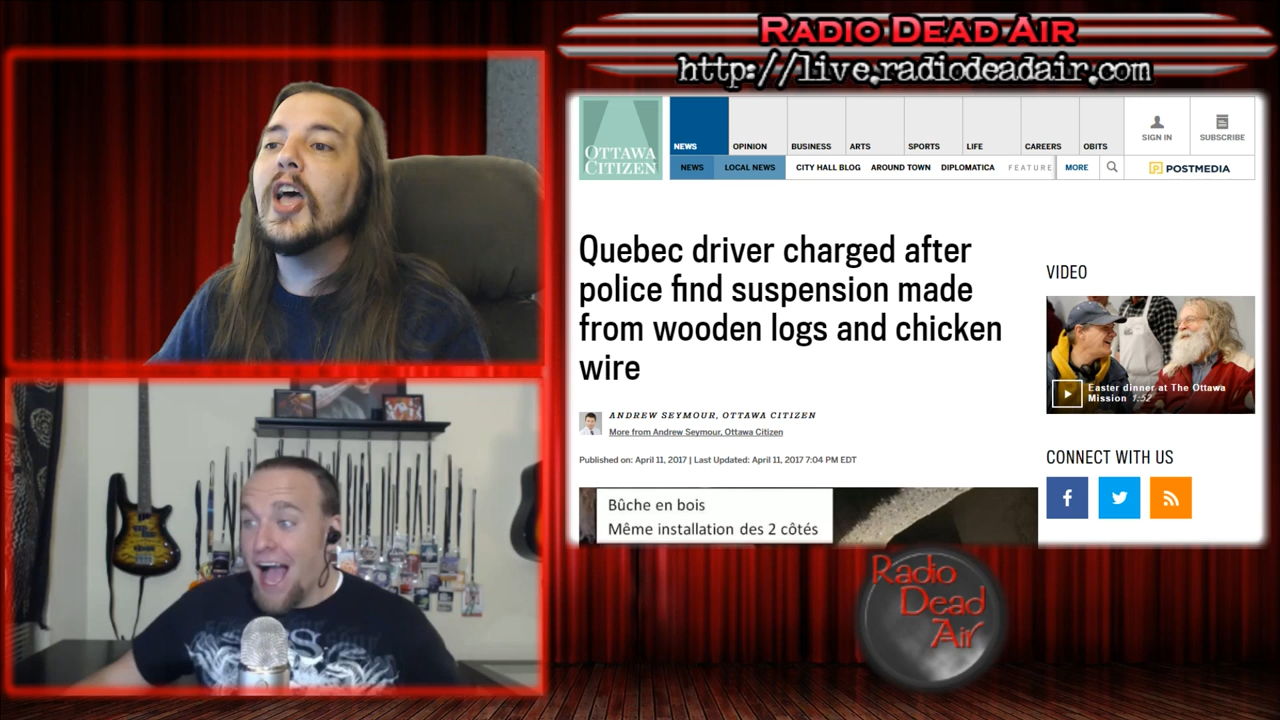 RADIO DEAD AIR
http://live.radiodeadair.com
OTTAWA
CITIZEN
NEWS
OPINION
BUSINESS
ARTS
SPORTS
LIFE
CAREERS
OBITS
SIGN IN
SUBSCRIBE
NEWS
LOCAL NEWS
CITY HALL BLOG
AROUND TOWN
DIPLOMATICA
FEATURE
MORE
POSTMEDIA
Quebec driver charged after
police find suspension made
from wooden logs and chicken
wire
ANDREW SEYMOUR, OTTAWA CITIZEN
More from Andrew Seymour, Ottawa Citizen
Published on: April 11, 2017 | Last Updated: April 11, 2017 7:04 PM EDT
Bûche en bois
Même installation des 2 côtés
VIDEO
Easter dinner at The Ottawa
Mission 1:52
CONNECT WITH US
Radio
Dead
Air